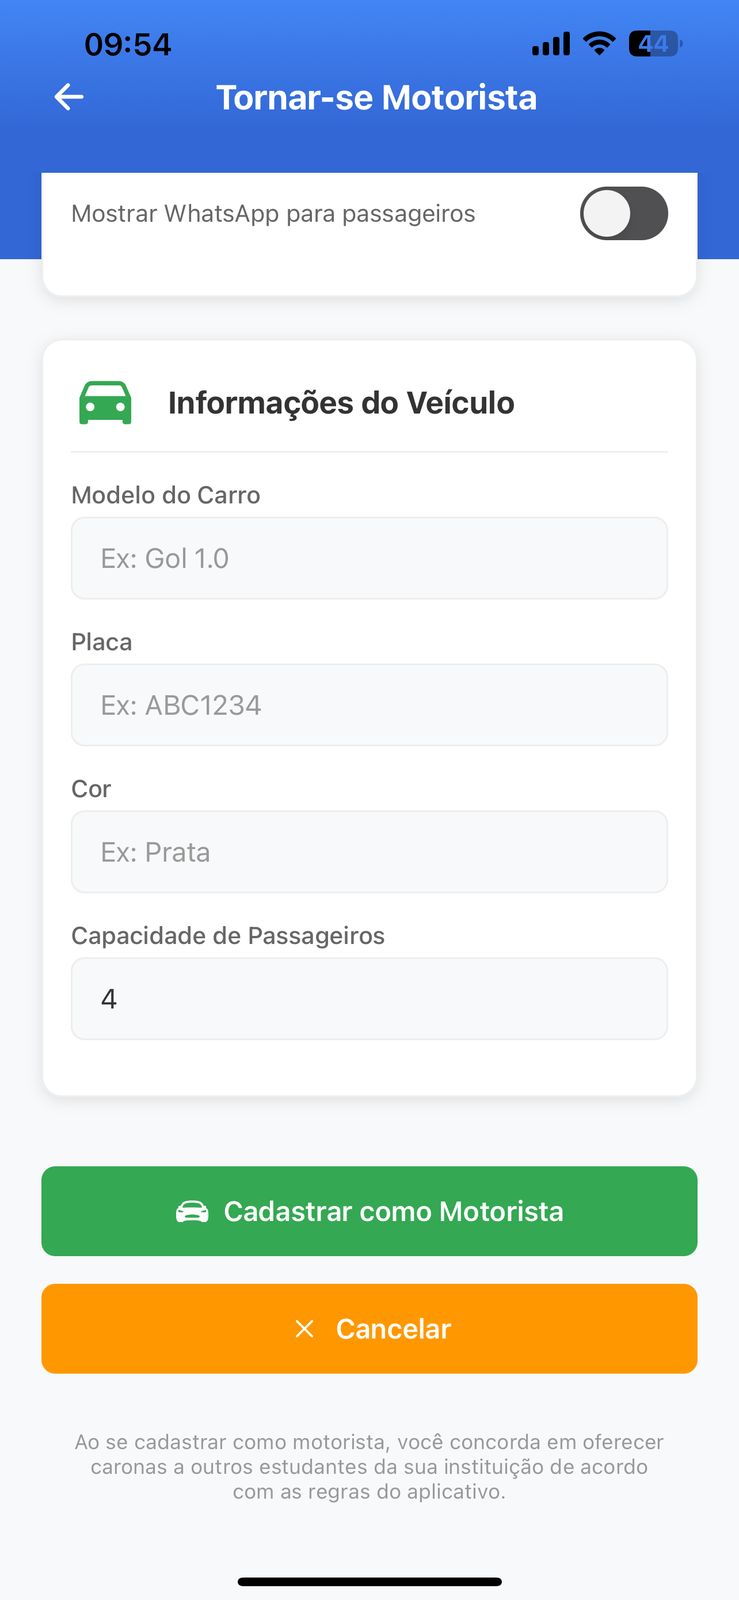 09:54
44
Tornar-se Motorista
Mostrar WhatsApp para passageiros
Informações do Veículo
Modelo do Carro
Ex: Gol 1.0
Placa
Ex: ABC1234
Cor
Ex: Prata
Capacidade de Passageiros
4
Cadastrar como Motorista
Cancelar
Ao se cadastrar como motorista, você concorda em oferecer
caronas a outros estudantes da sua instituição de acordo
com as regras do aplicativo.